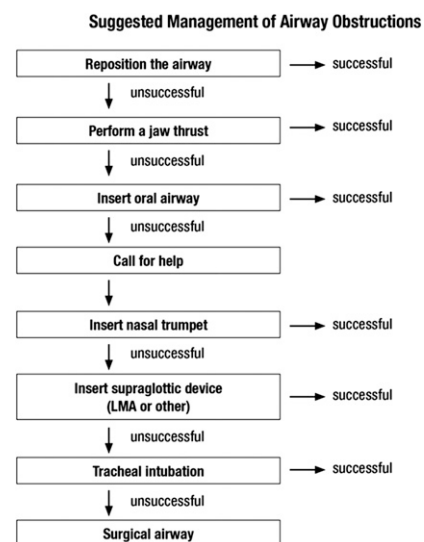 Suggested Management of Airway Obstructions
Reposition the airway
successful
unsuccessful
Perform a jaw thrust
successful
unsuccessful
Insert oral airway
successful
unsuccessful
Call for help
Insert nasal trumpet
successful
unsuccessful
Insert supraglottic device
(LMA or other)
successful
unsuccessful
Tracheal intubation
successful
unsuccessful
Surgical airway